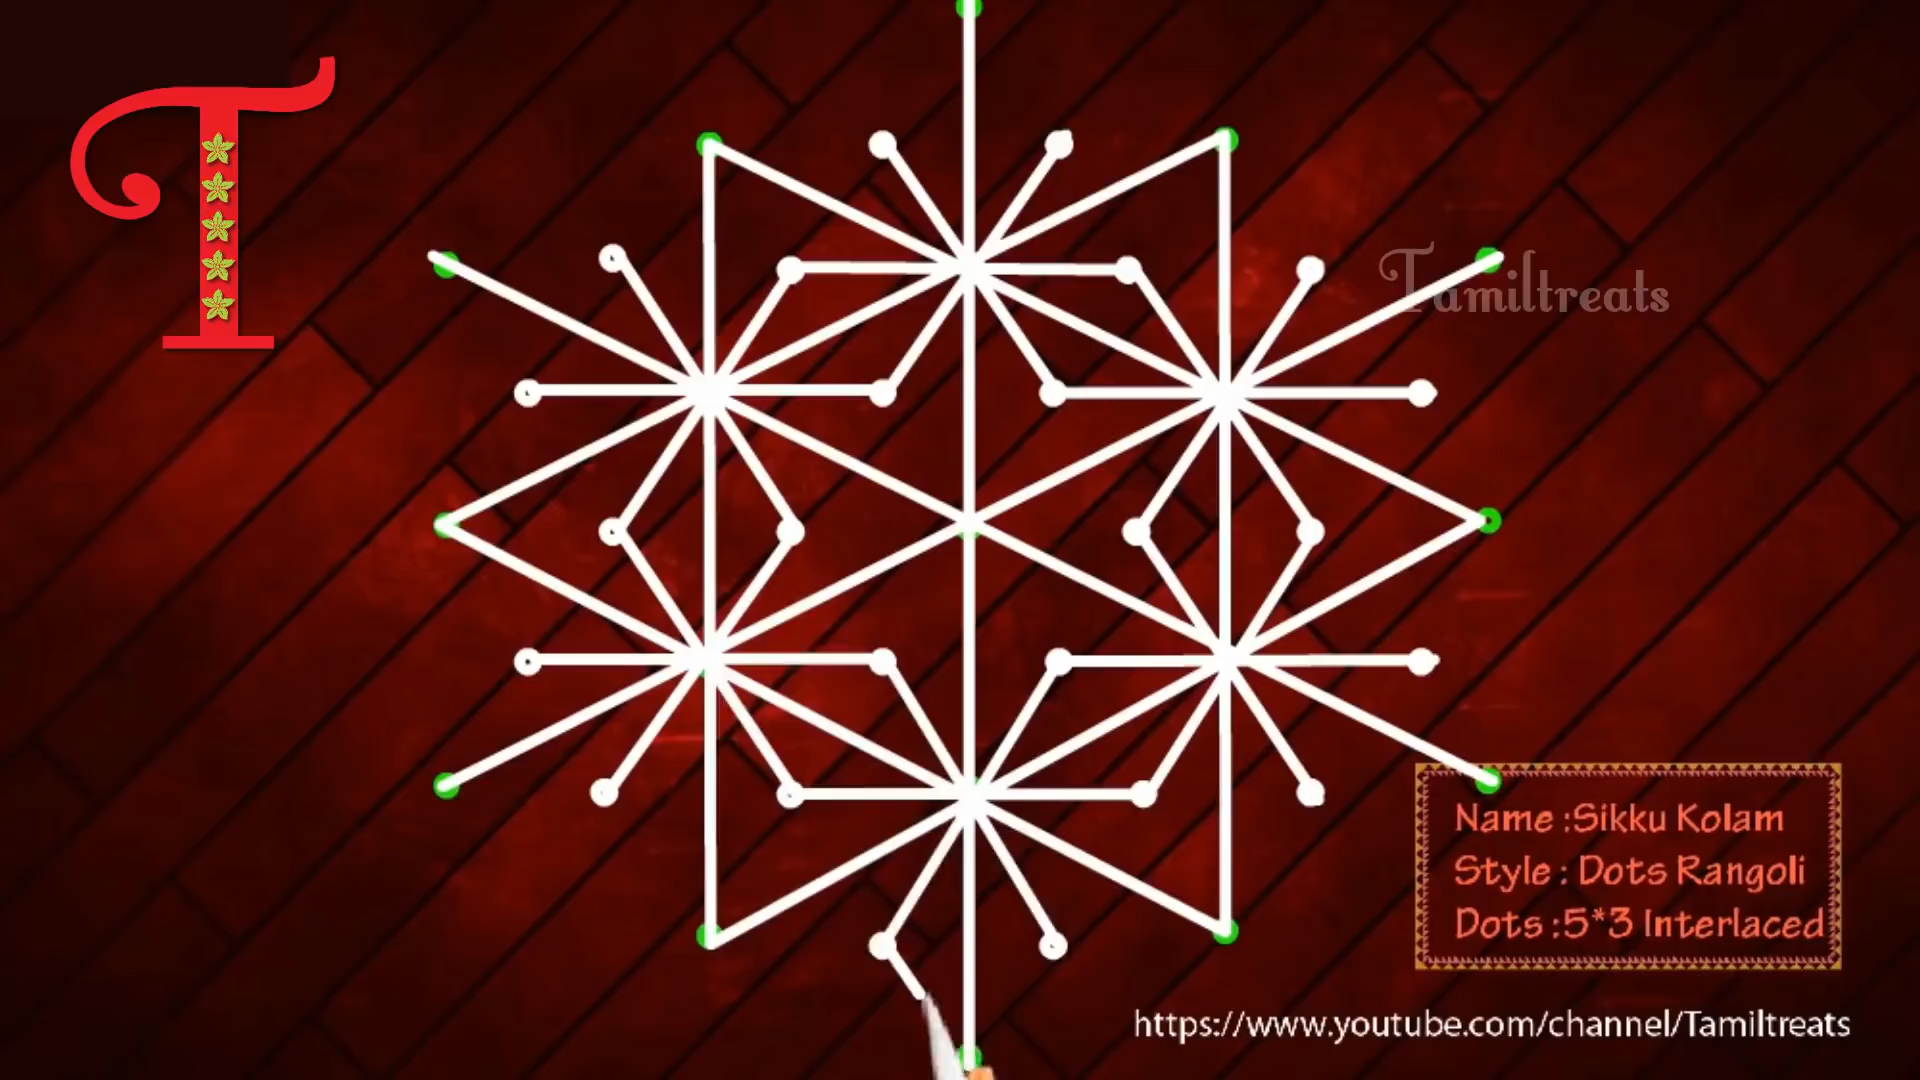 T
Tamiltreats
Name :Sikku Kolam
Style : Dots Rangoli
Dots :5*3 Interlaced
https://www.youtube.com/channel/Tamiltreats